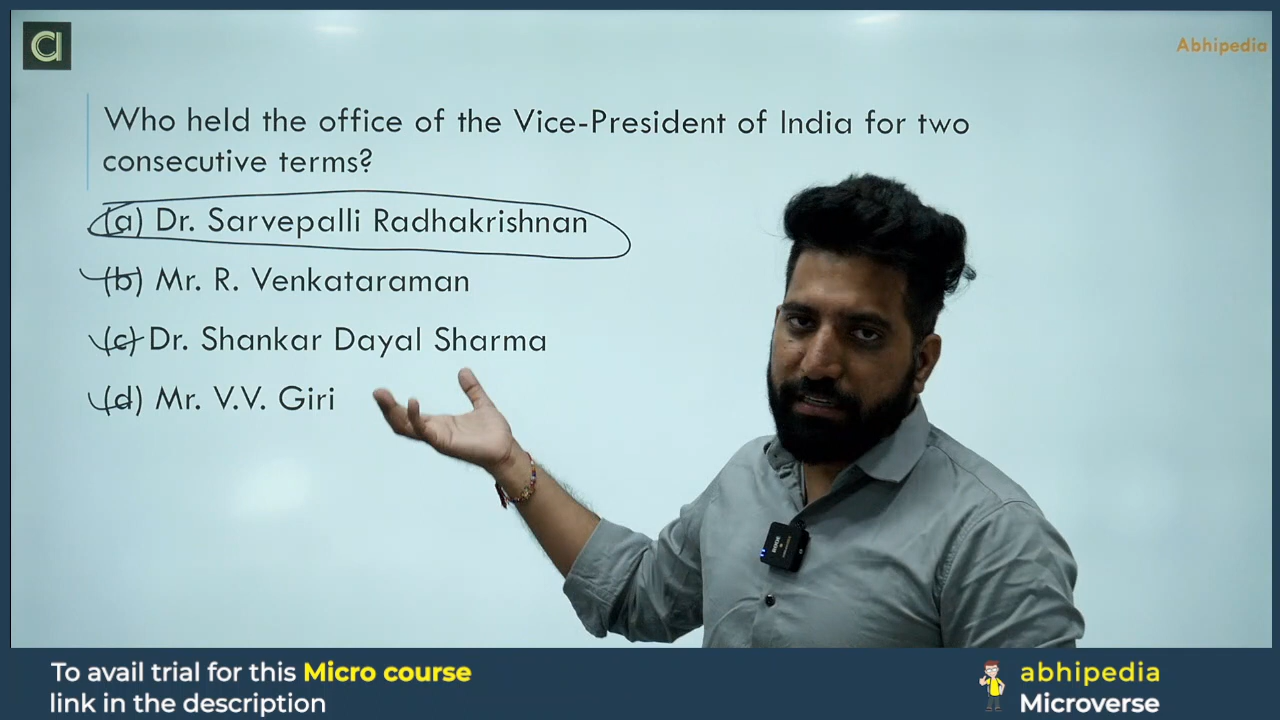 Abhipedia
Who held the office of the Vice-President of India for two
consecutive terms?
(a) Dr. Sarvepalli Radhakrishnan
(b) Mr. R. Venkataraman
(c) Dr. Shankar Dayal Sharma
(d) Mr. V.V. Giri
To avail trial for this Micro course
link in the description
abhipedia
Microverse